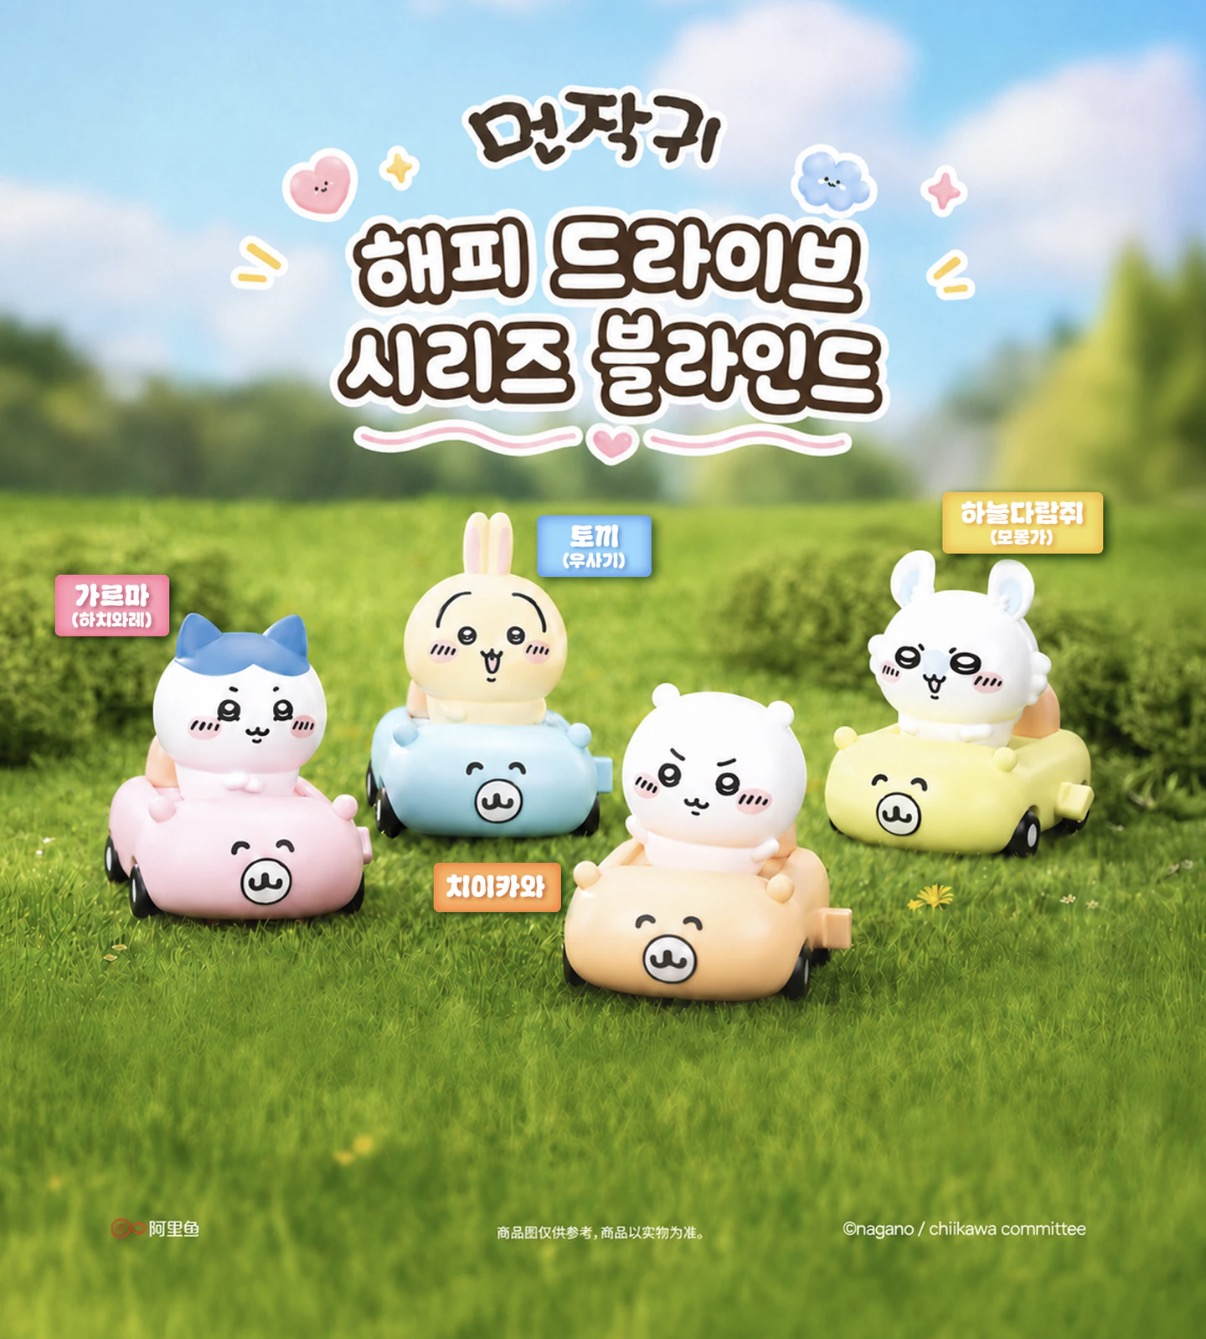 먼작귀
해피 드라이브
시리즈 블라인드
토끼
(우사기)
하늘다람쥐
(모몽가)
가르마
(하치와레)
치이카와
阿里鱼
商品图仅供参考,商品以实物为准。
©nagano / chiikawa committee